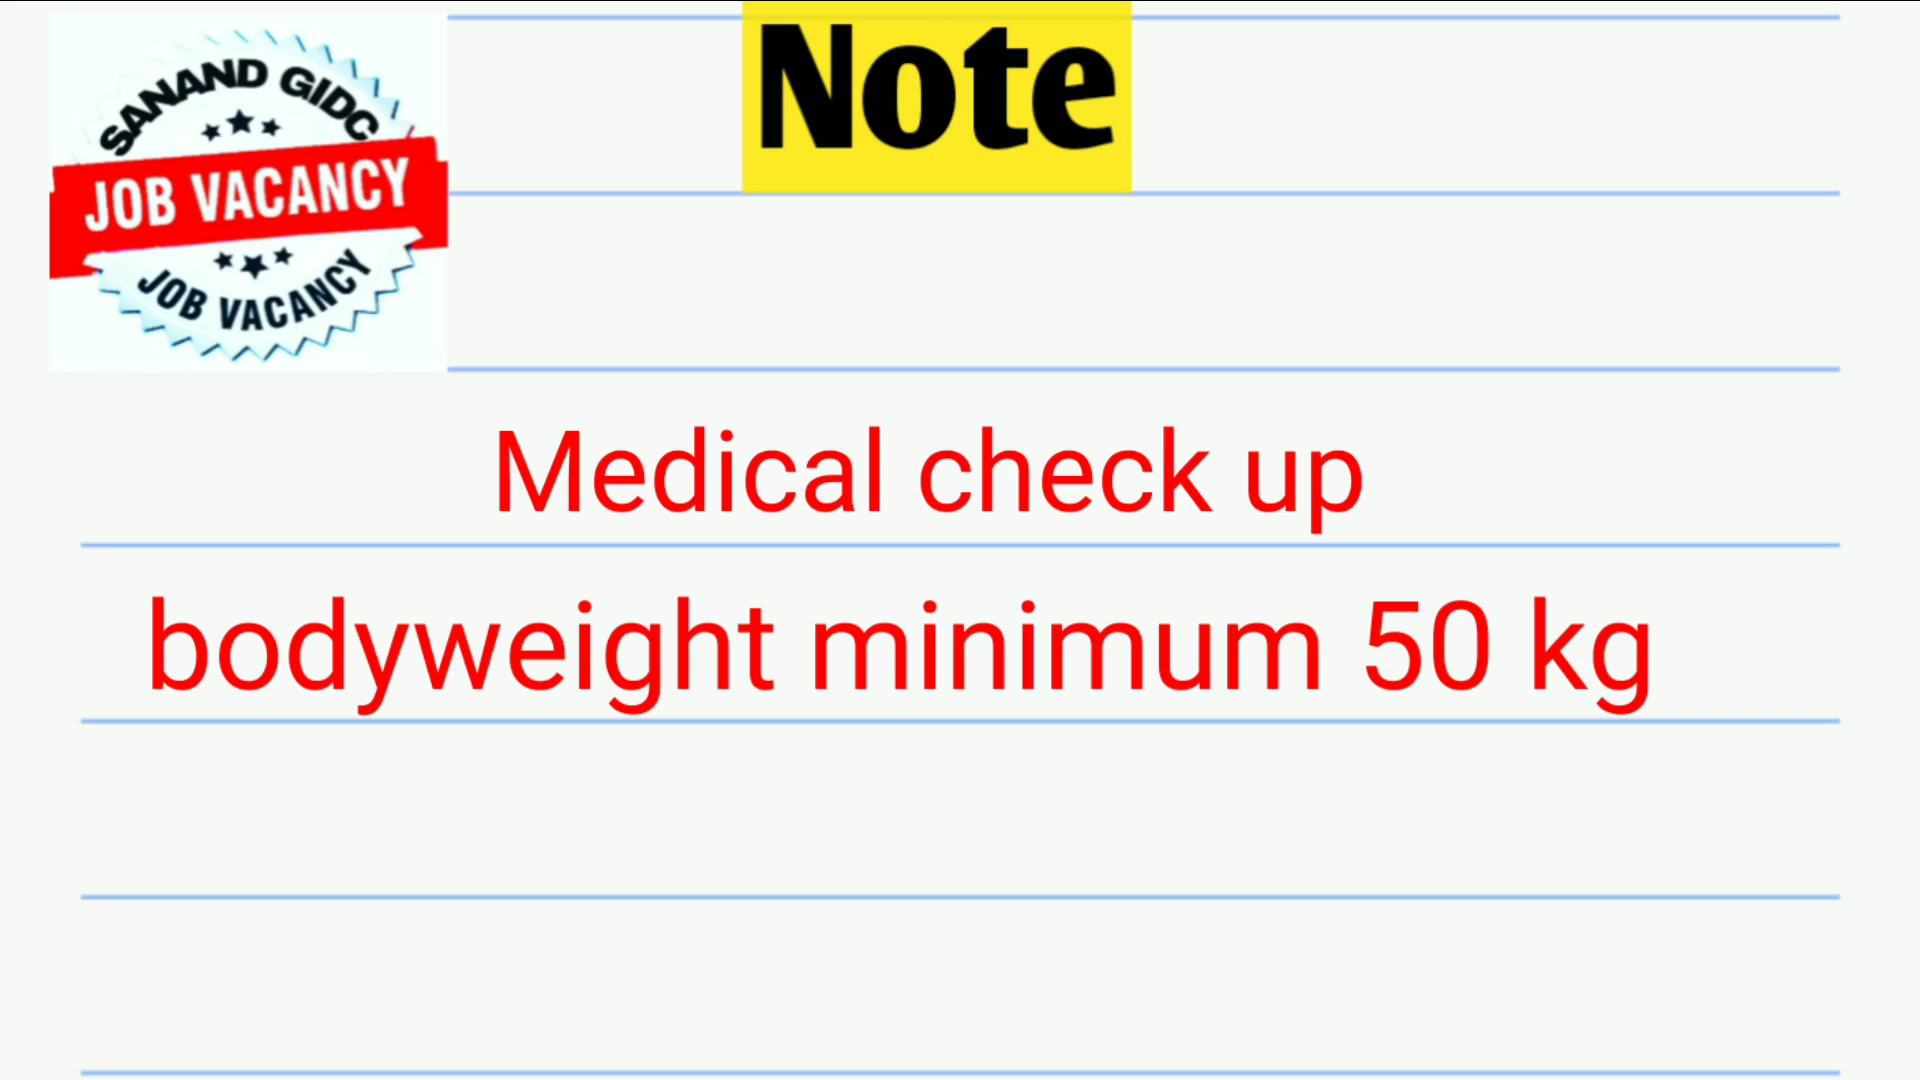 SANAND GIDC
JOB VACANCY
JOB VACANCY
Note
Medical check up
bodyweight minimum 50 kg